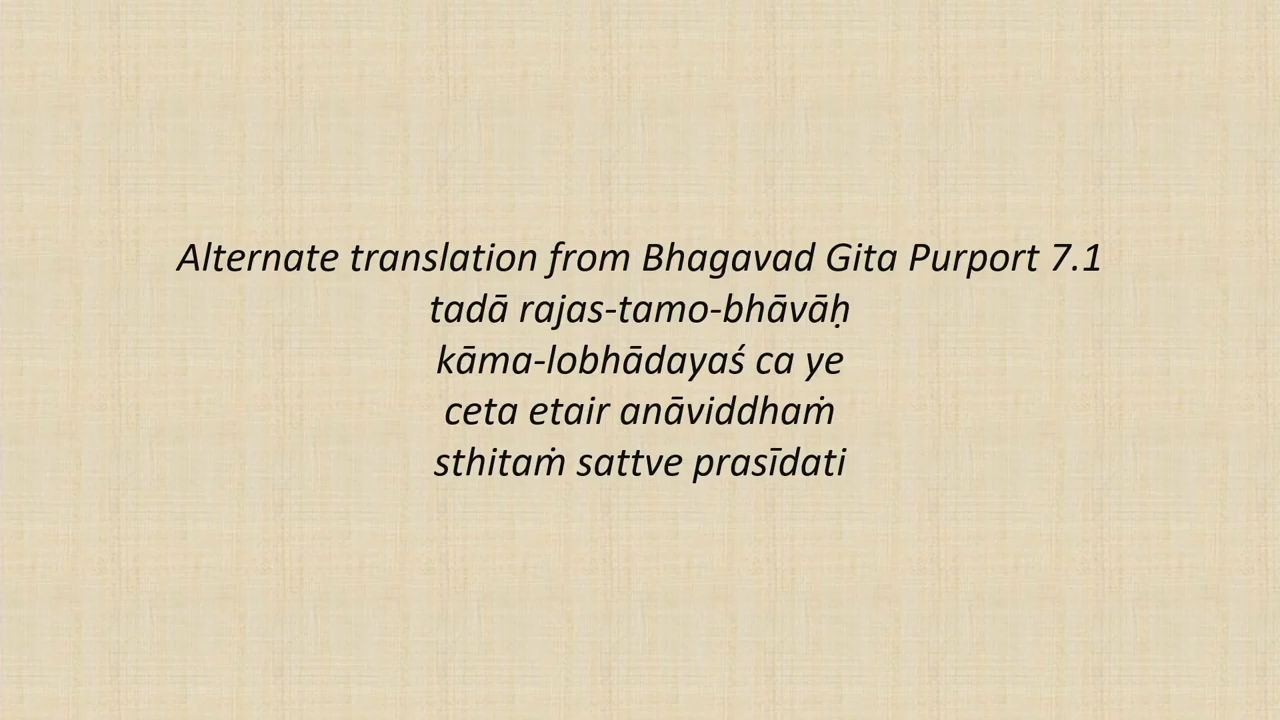 Alternate translation from Bhagavad Gita Purport 7.1
tadā rajas-tamo-bhāvāḥ
kāma-lobhādayaś ca ye
ceta etair anāviddhaṁ
sthitaṁ sattve prasīdati